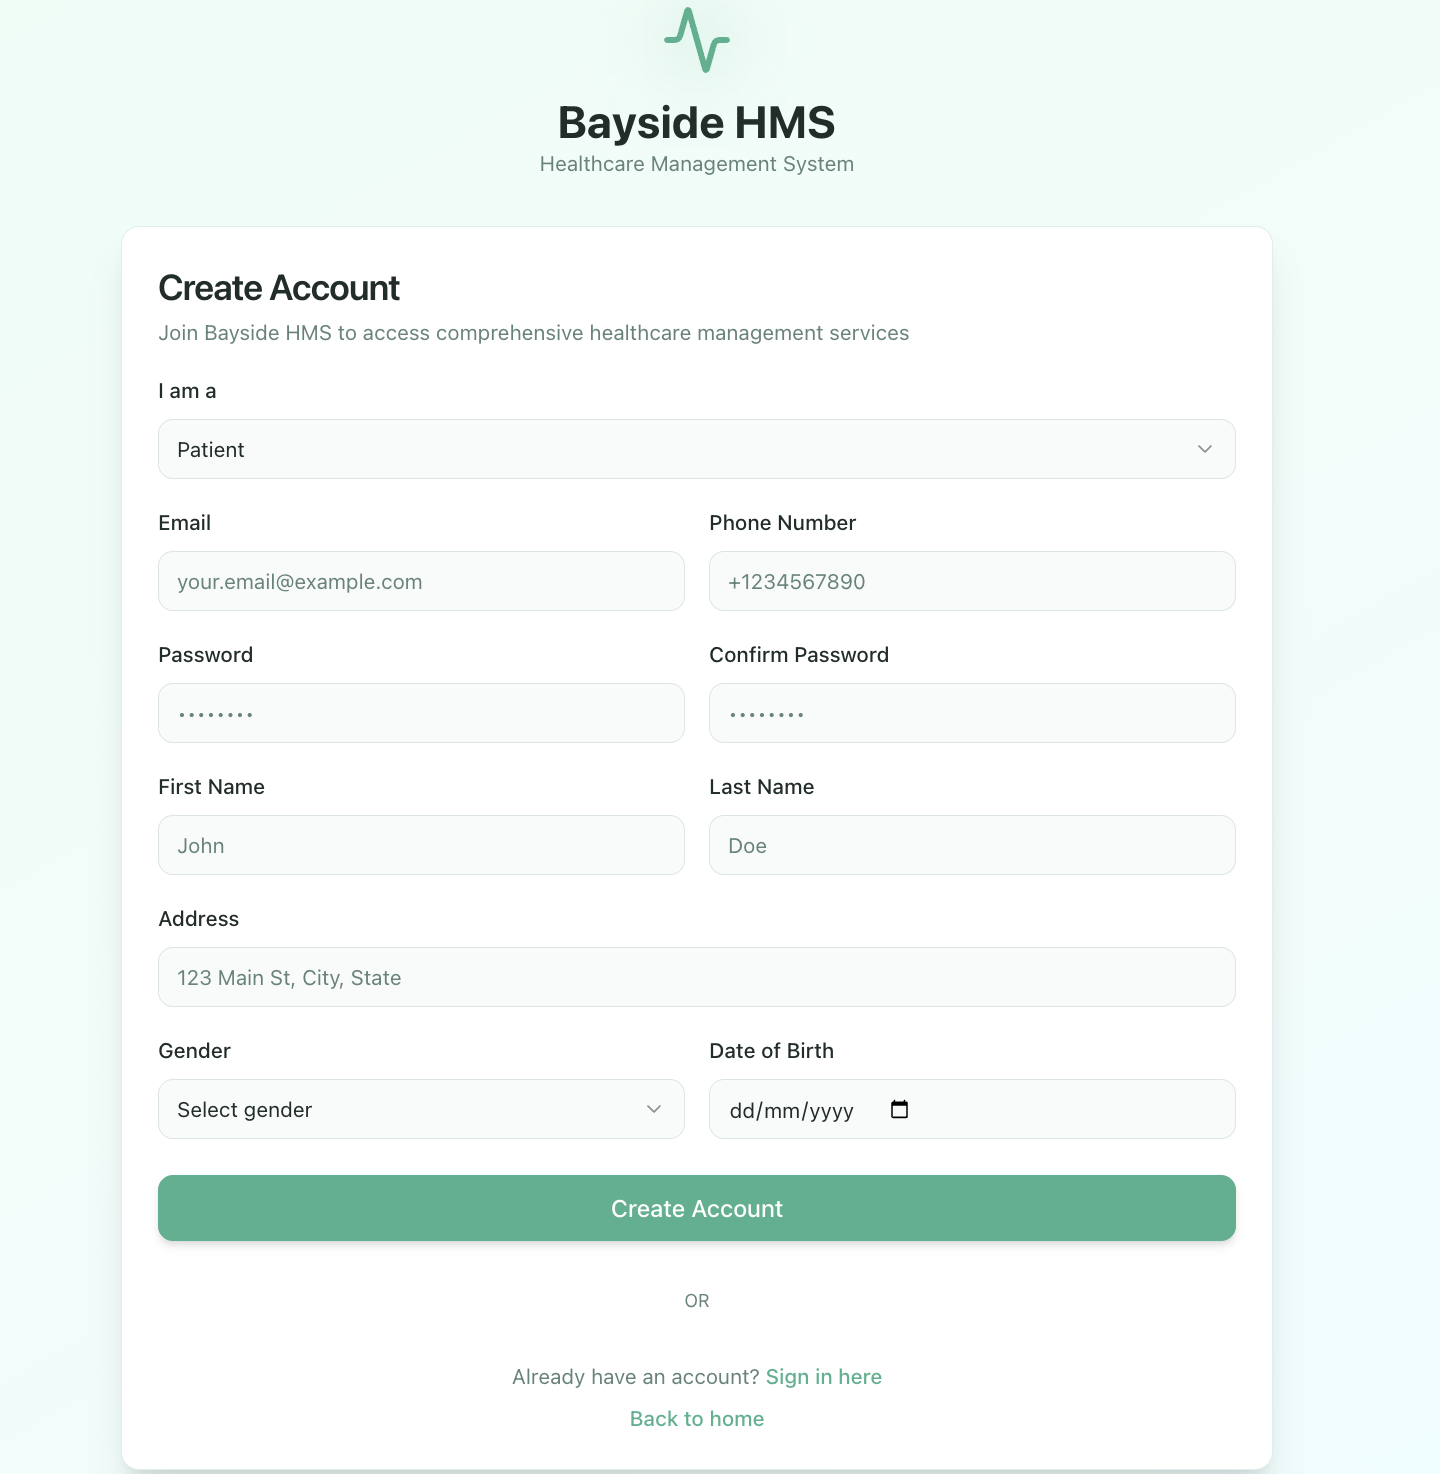 Bayside HMS
Healthcare Management System
Create Account
Join Bayside HMS to access comprehensive healthcare management services
I am a
Patient
Email
Phone Number
your.email@example.com
+1234567890
Password
Confirm Password
••••••••
••••••••
First Name
Last Name
John
Doe
Address
123 Main St, City, State
Gender
Date of Birth
Select gender
dd/mm/yyyy
Create Account
OR
Already have an account? Sign in here
Back to home